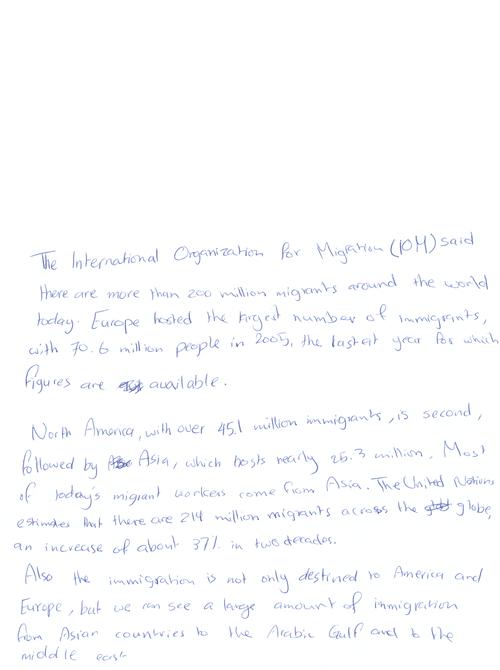 The International Organization for Migration (IOM) said
there are more than 200 million migrants around the world
today. Europe hosted the largest number of immigrants,
with 70.6 million people in 2005, the lastest year for which
figures are available.
North America, with over 45.1 million immigrants, is second,
followed by Asia, which hosts nearly 25.3 million. Most
of today's migrant workers come from Asia. The United Nations
estimates that there are 214 million migrants across the globe,
an increase of about 37% in two decades.
Also the immigration is not only destined to America and
Europe, but we can see a large amount of immigration
from Asian countries to the Arabic Gulf and to the
middle east